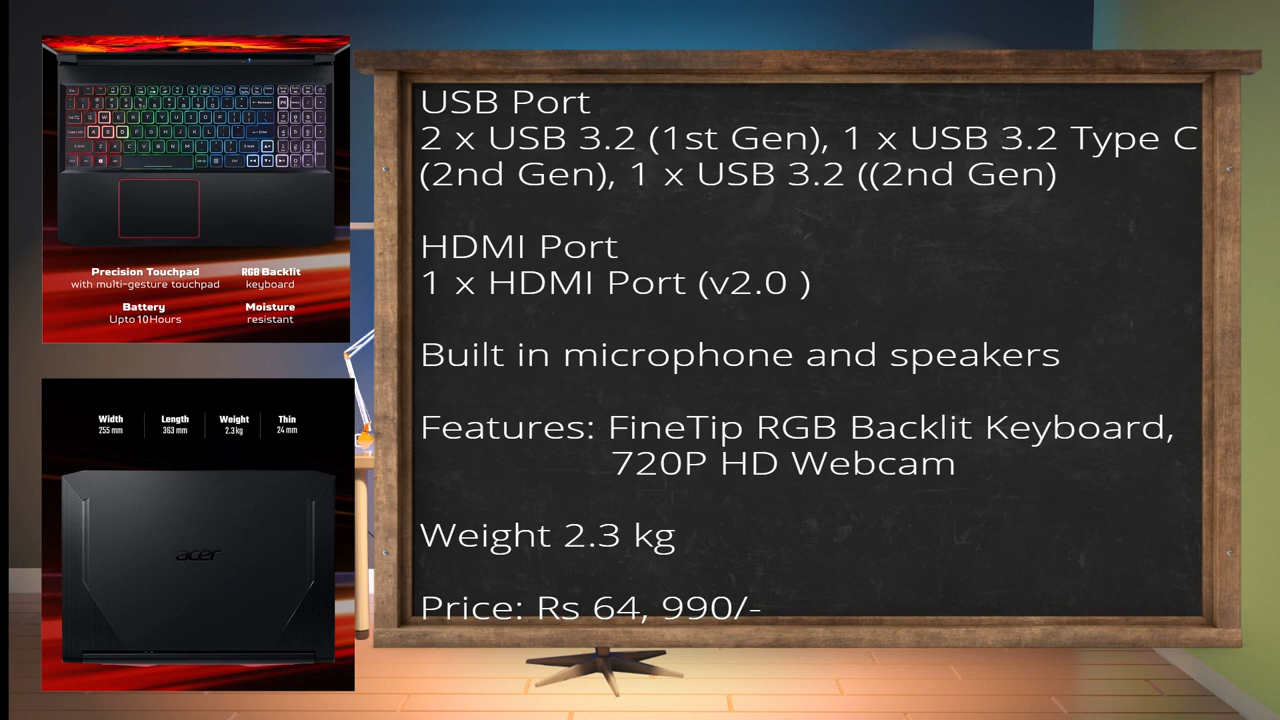 Precision Touchpad
with multi-gesture touchpad
RGB Backlit
keyboard
Battery
Upto 10Hours
Moisture
resistant
Width
255 mm
Length
363 mm
Weight
2.3 kg
Thin
24 mm
acer
USB Port
2 x USB 3.2 (1st Gen), 1 x USB 3.2 Type C
(2nd Gen), 1 x USB 3.2 ((2nd Gen)
HDMI Port
1 x HDMI Port (v2.0 )
Built in microphone and speakers
Features: FineTip RGB Backlit Keyboard,
720P HD Webcam
Weight 2.3 kg
Price: Rs 64, 990/-